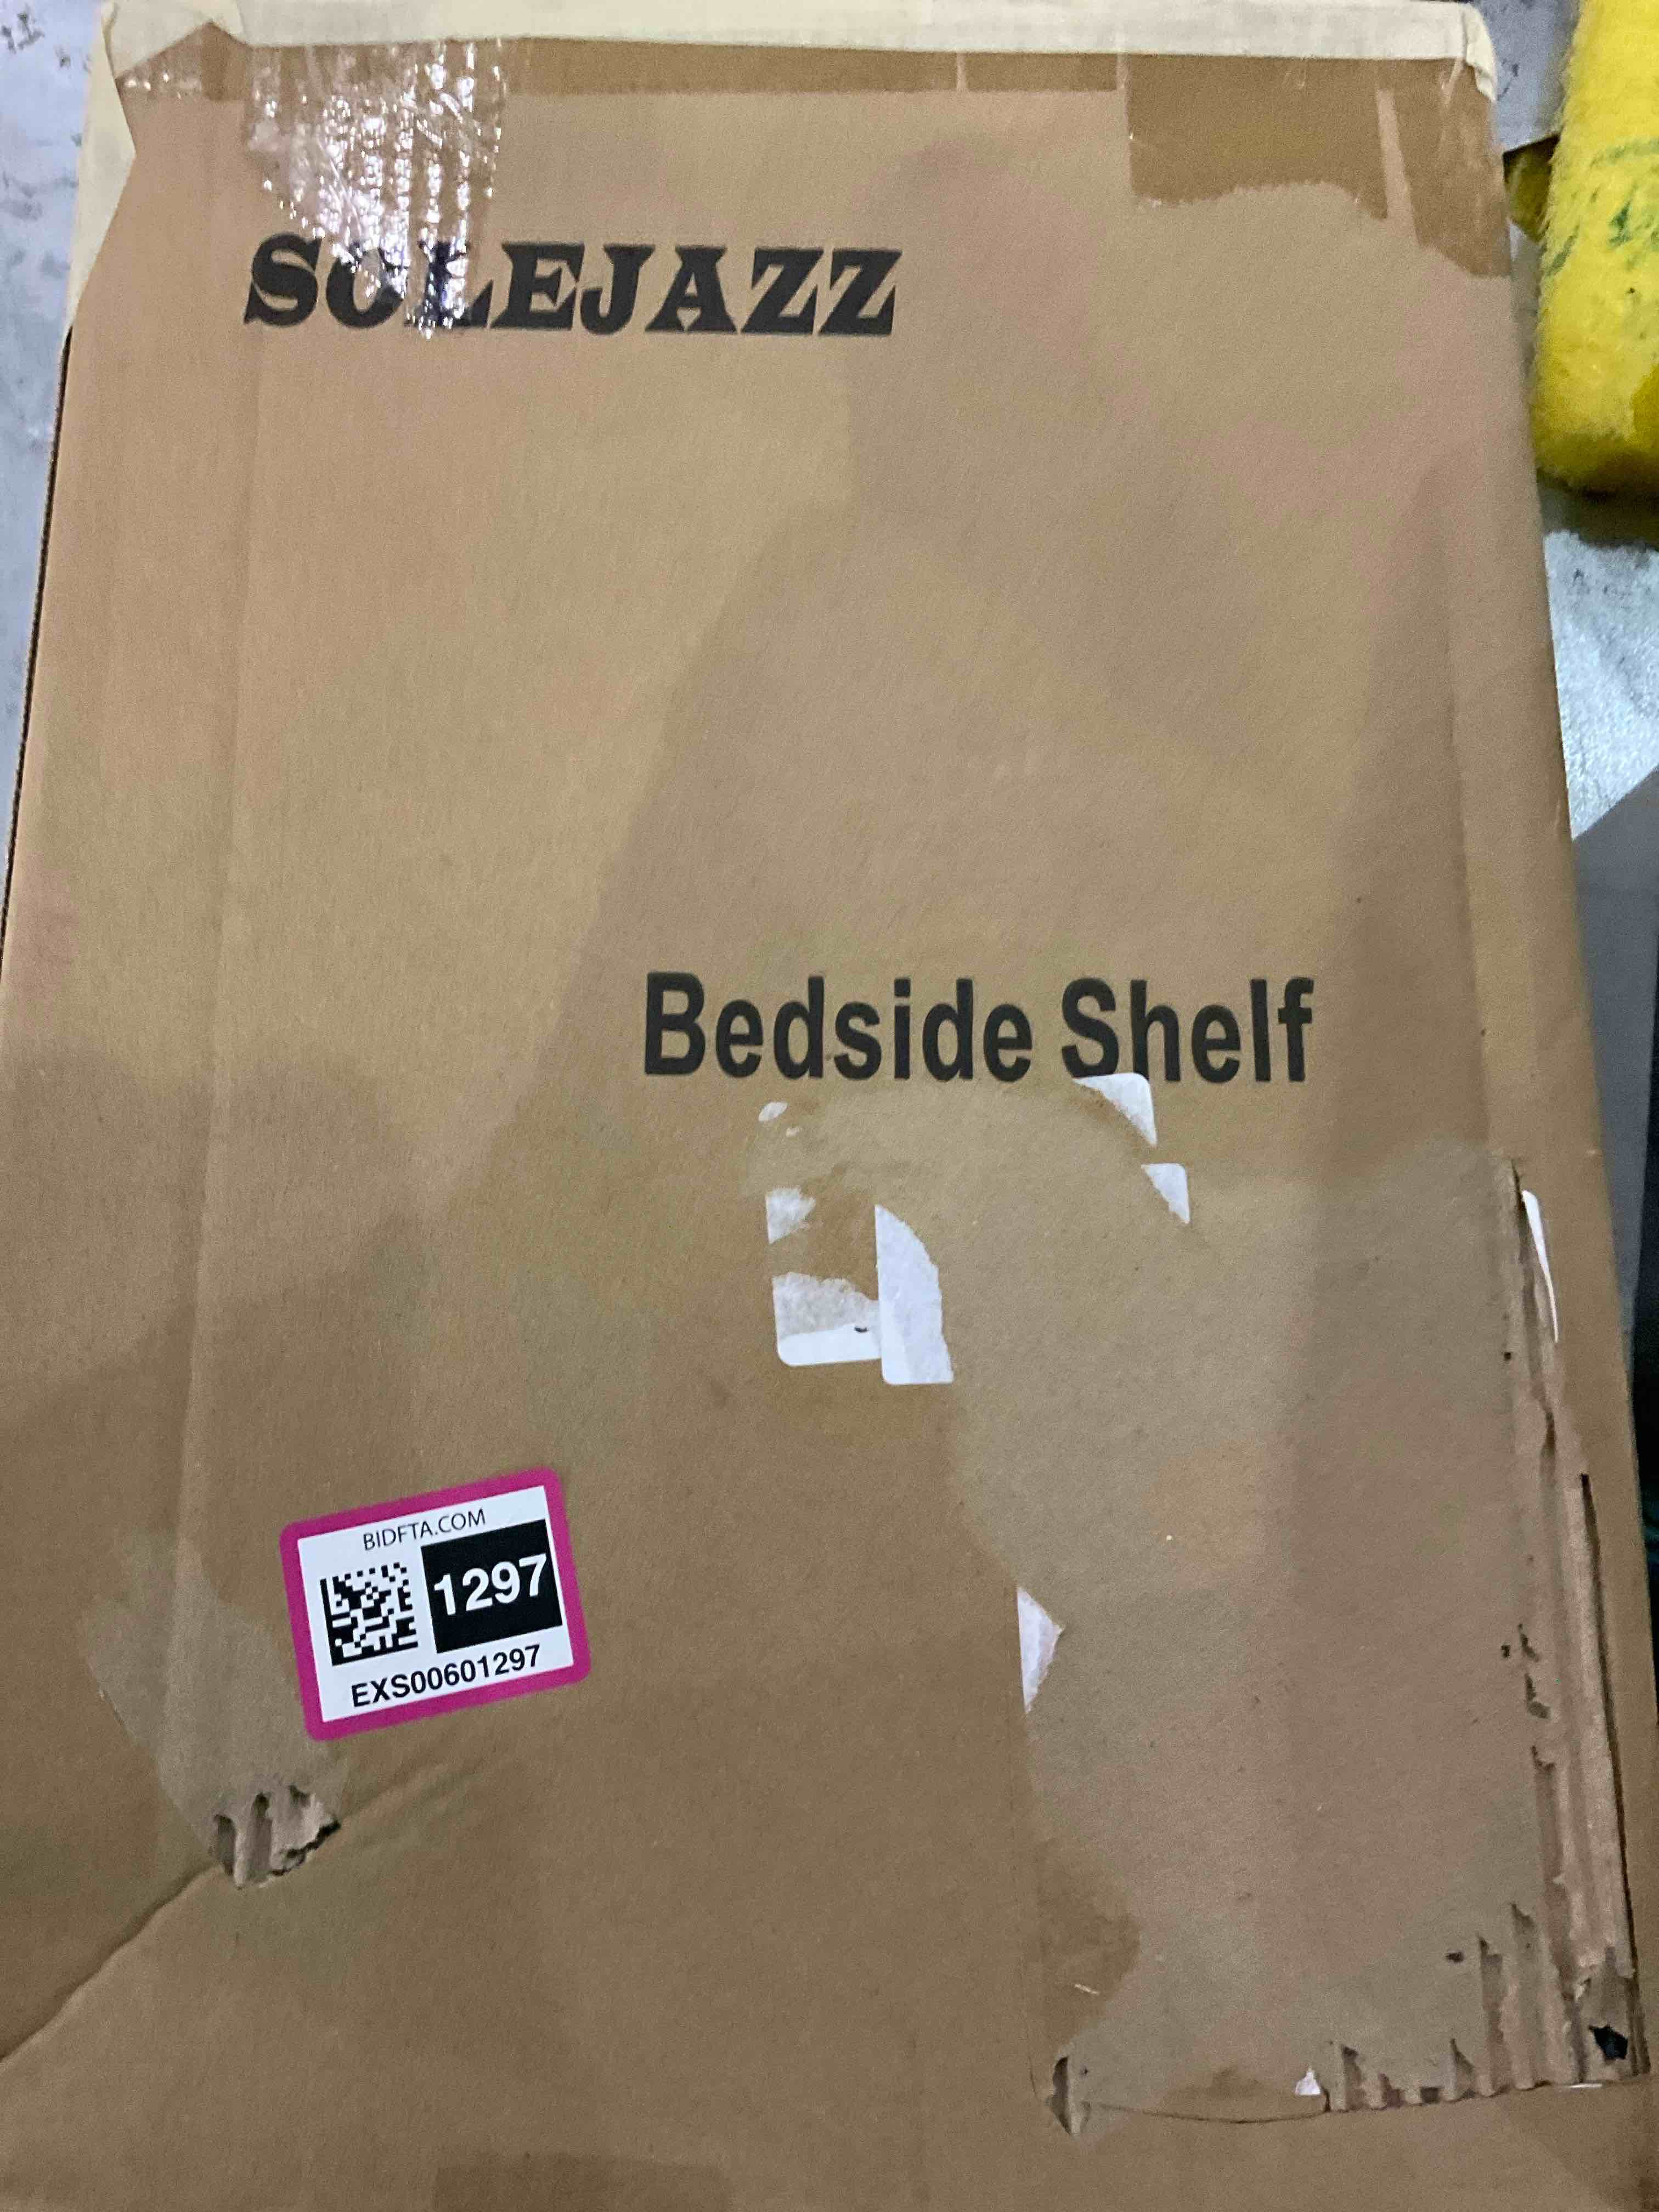 SOLEJAZZ
Bedside Shelf
BIDFTA.COM
1297
EXS00601297